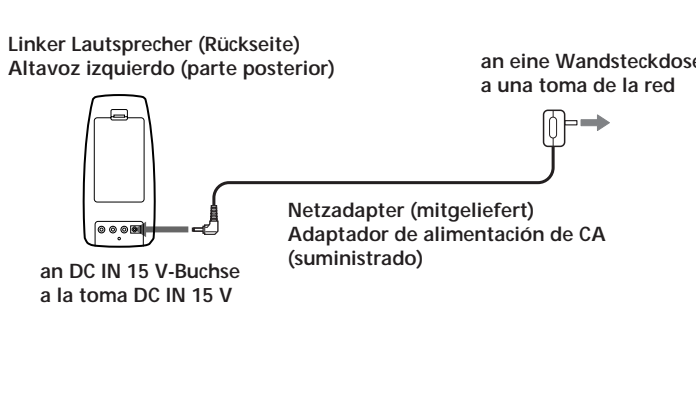 Linker Lautsprecher (Rückseite)
Altavoz izquierdo (parte posterior)
an eine Wandsteckdose
a una toma de la red
Netzadapter (mitgeliefert)
Adaptador de alimentación de CA
(suministrado)
an DC IN 15 V-Buchse
a la toma DC IN 15 V